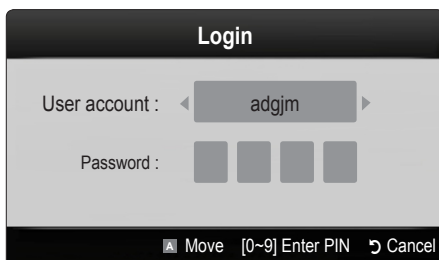 Login
User account : adgjm
Password :
A Move [0~9] Enter PIN Cancel